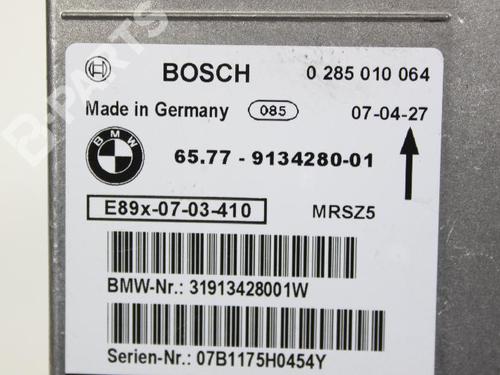 B-PARTS
BOSCH 0 285 010 064
Made in Germany 085 07-04-27
BMW 65.77 - 9134280-01
E89x-07-03-410 MRSZ5
BMW-Nr.: 31913428001W
Serien-Nr.: 07B1175H0454Y